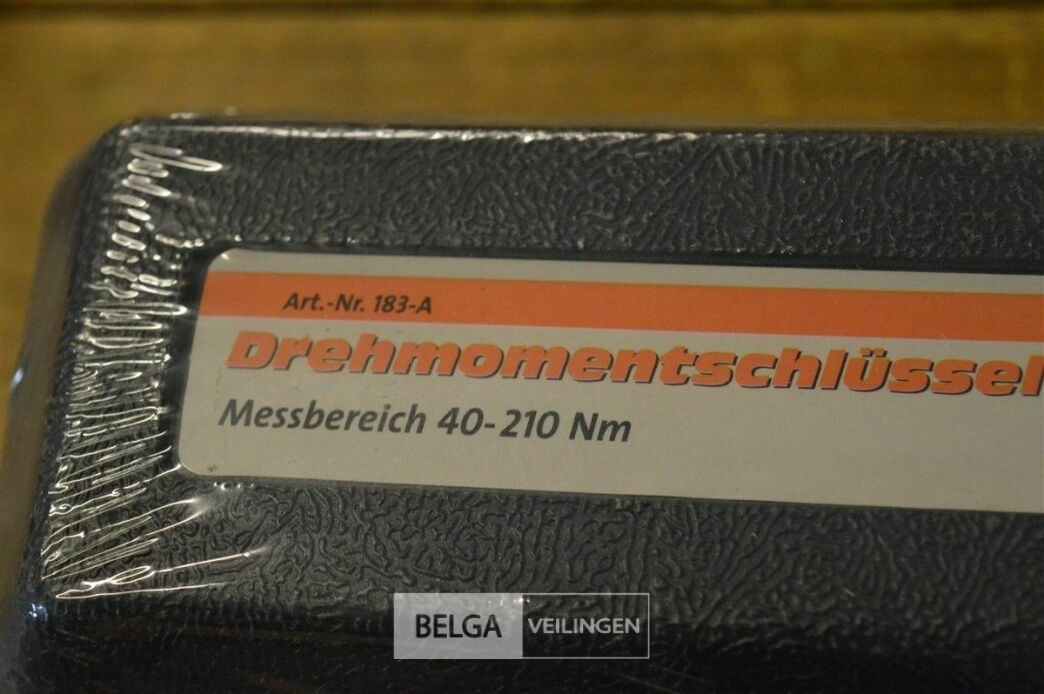 Art.-Nr. 183-A
Drehmomentschlüssel
Messbereich 40-210 Nm
BELGA VEILINGEN